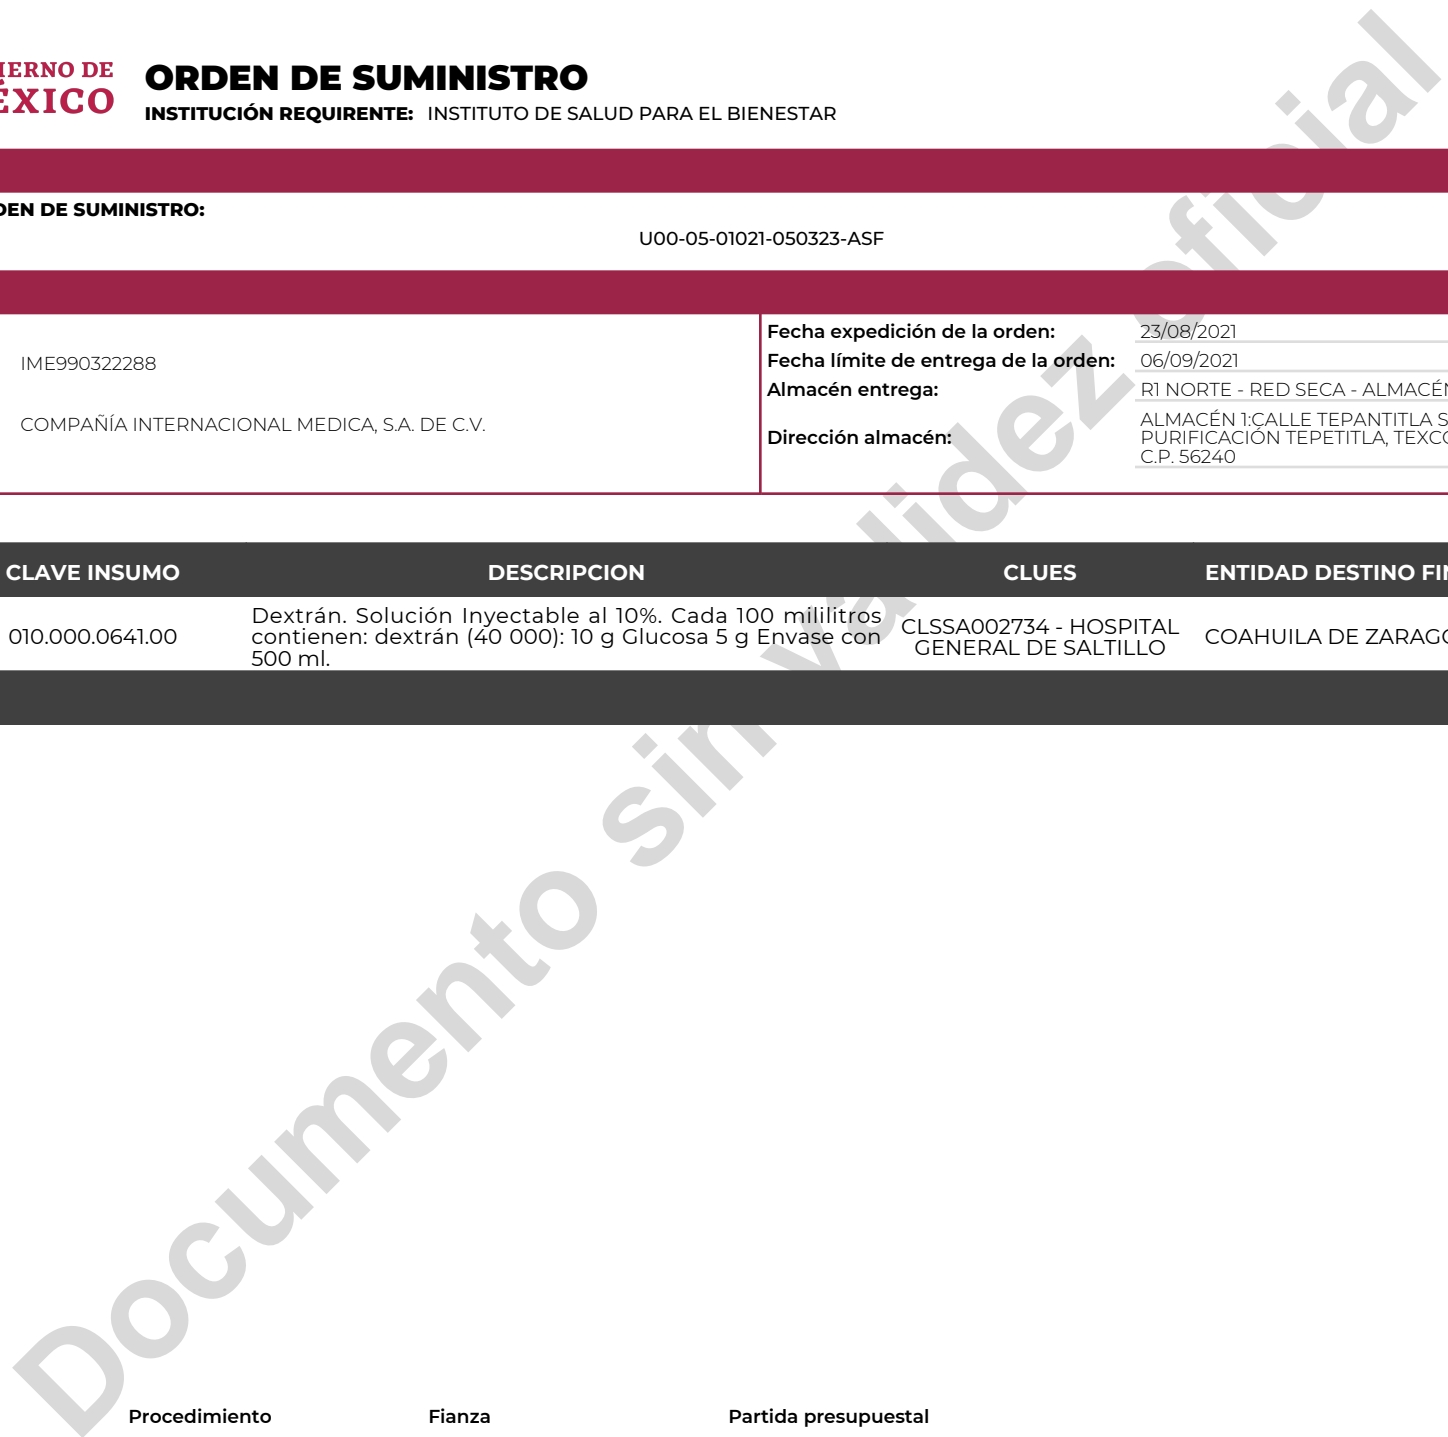 IERNO DE
ÉXICO
ORDEN DE SUMINISTRO
INSTITUCIÓN REQUIRENTE: INSTITUTO DE SALUD PARA EL BIENESTAR
DEN DE SUMINISTRO:
U00-05-01021-050323-ASF
IME990322288
COMPAÑÍA INTERNACIONAL MEDICA, S.A. DE C.V.
Fecha expedición de la orden: 23/08/2021
Fecha límite de entrega de la orden: 06/09/2021
Almacén entrega: R1 NORTE - RED SECA - ALMACÉN
Dirección almacén:
ALMACÉN 1:CALLE TEPANTITLA S
PURIFICACIÓN TEPETITLA, TEXCO
C.P. 56240
CLAVE INSUMO DESCRIPCION CLUES ENTIDAD DESTINO FIN
010.000.0641.00
Dextrán. Solución Inyectable al 10%. Cada 100 mililitros
contienen: dextrán (40 000): 10 g Glucosa 5 g Envase con
500 ml.
CLSSA002734 - HOSPITAL
GENERAL DE SALTILLO
COAHUILA DE ZARAGO
Documento sin validez oficial
Procedimiento Fianza Partida presupuestal